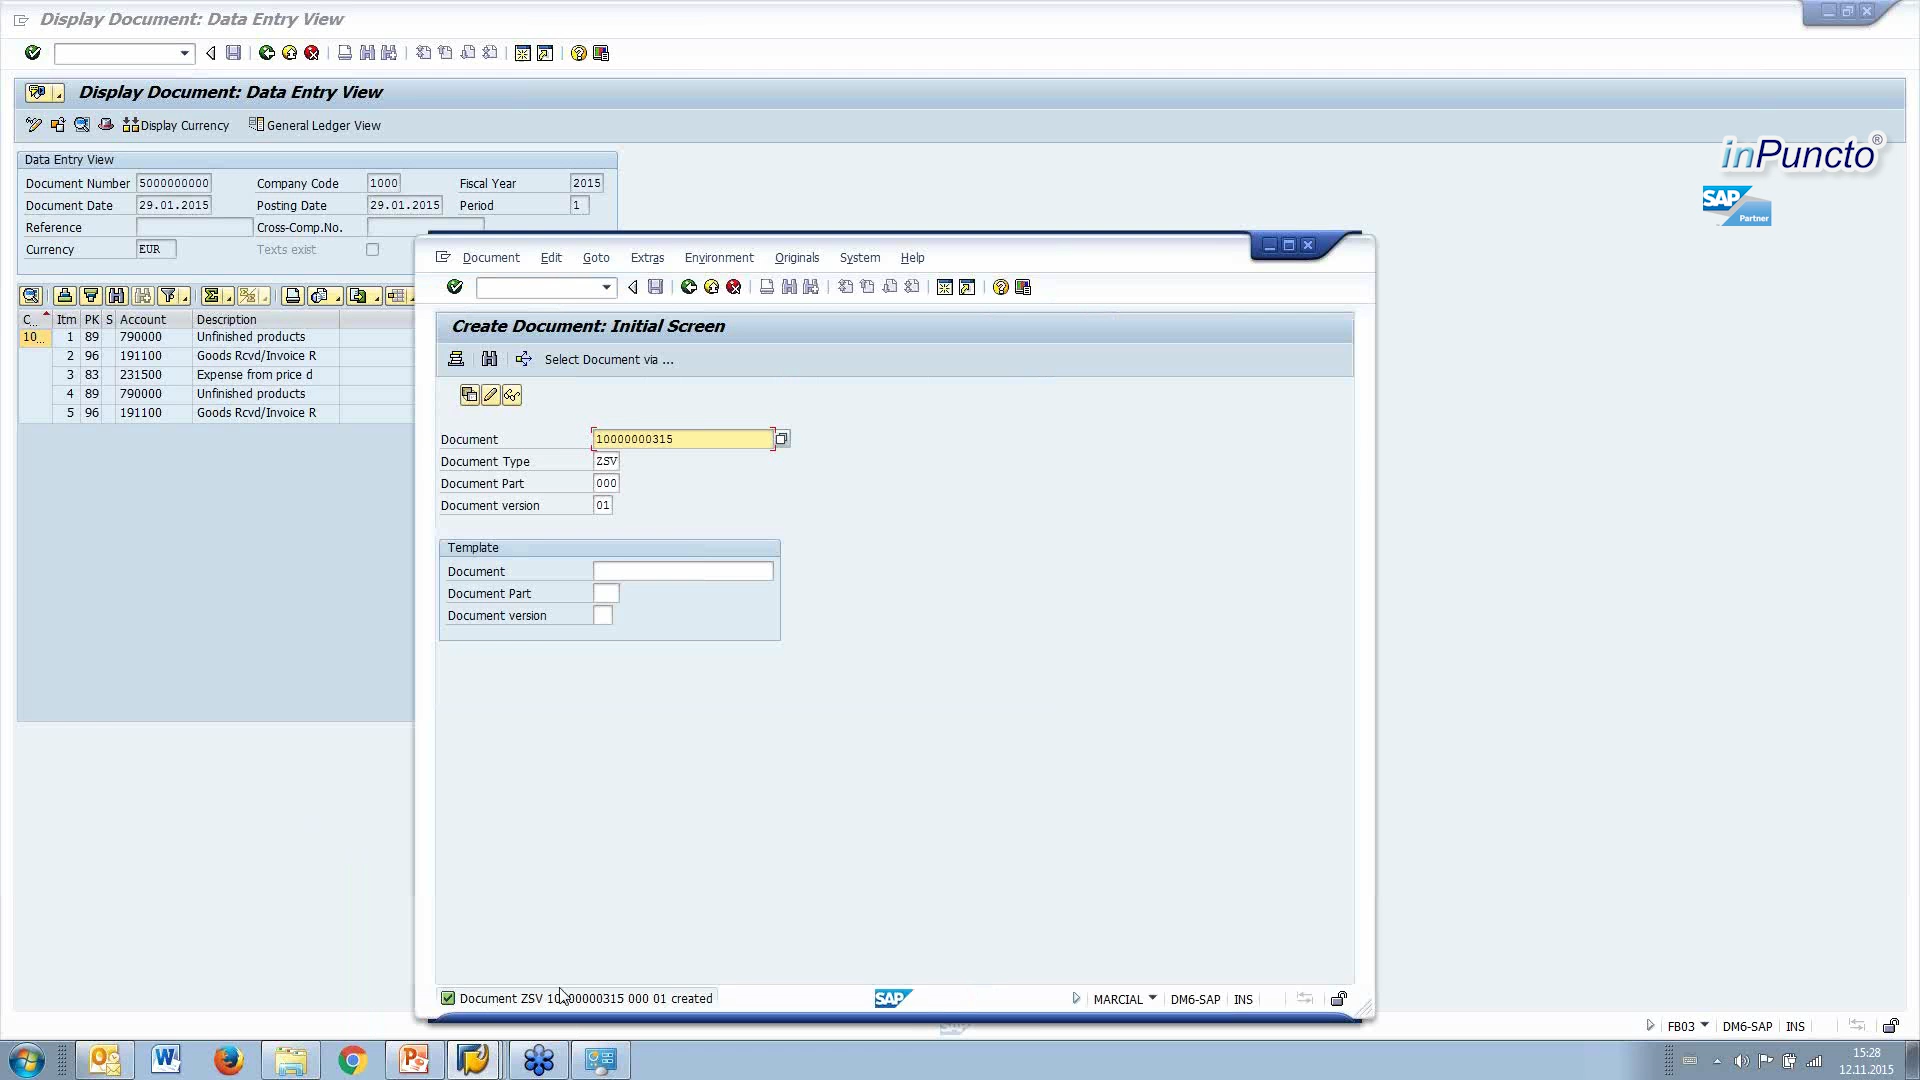 Display Document: Data Entry View
Display Document: Data Entry View
Display Currency General Ledger View
inPuncto®
SAP Partner
Data Entry View
Document Number 5000000000 Company Code 1000 Fiscal Year 2015
Document Date 29.01.2015 Posting Date 29.01.2015 Period 1
Reference Cross-Comp.No.
Currency EUR Texts exist
C.. Itm PK S Account Description
10... 1 89 790000 Unfinished products
2 96 191100 Goods Rcvd/Invoice R
3 83 231500 Expense from price d
4 89 790000 Unfinished products
5 96 191100 Goods Rcvd/Invoice R
Document Edit Goto Extras Environment Originals System Help
Create Document: Initial Screen
Select Document via ...
Document 10000000315
Document Type ZSV
Document Part 000
Document version 01
Template
Document
Document Part
Document version
Document ZSV 10000000315 000 01 created
SAP
MARCIAL DM6-SAP INS
FB03 DM6-SAP INS
15:28
12.11.2015